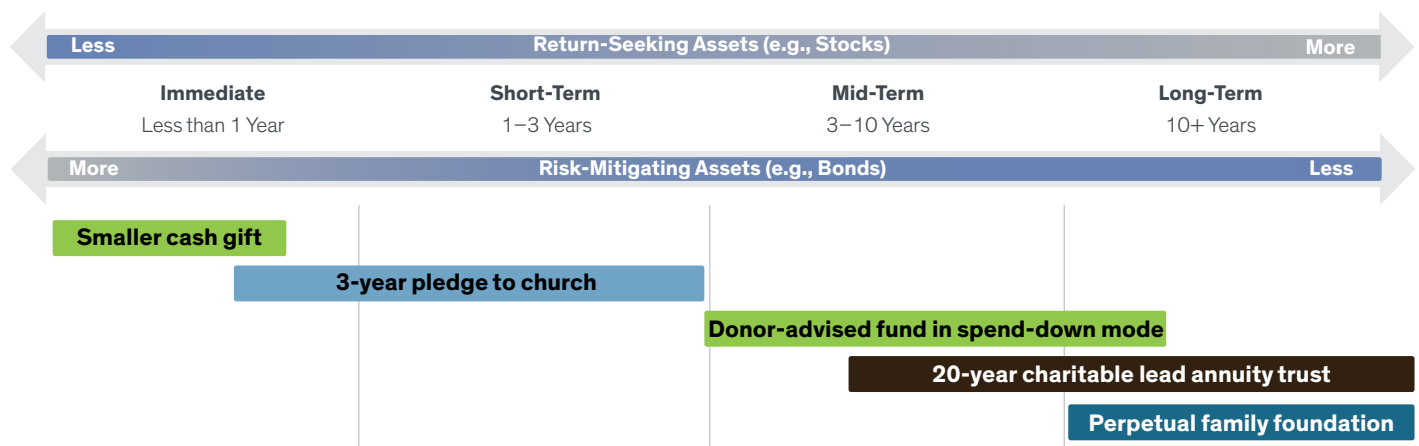 Less Return-Seeking Assets (e.g., Stocks) More
Immediate Short-Term Mid-Term Long-Term
Less than 1 Year 1–3 Years 3–10 Years 10+ Years
More Risk-Mitigating Assets (e.g., Bonds) Less
Smaller cash gift
3-year pledge to church
Donor-advised fund in spend-down mode
20-year charitable lead annuity trust
Perpetual family foundation